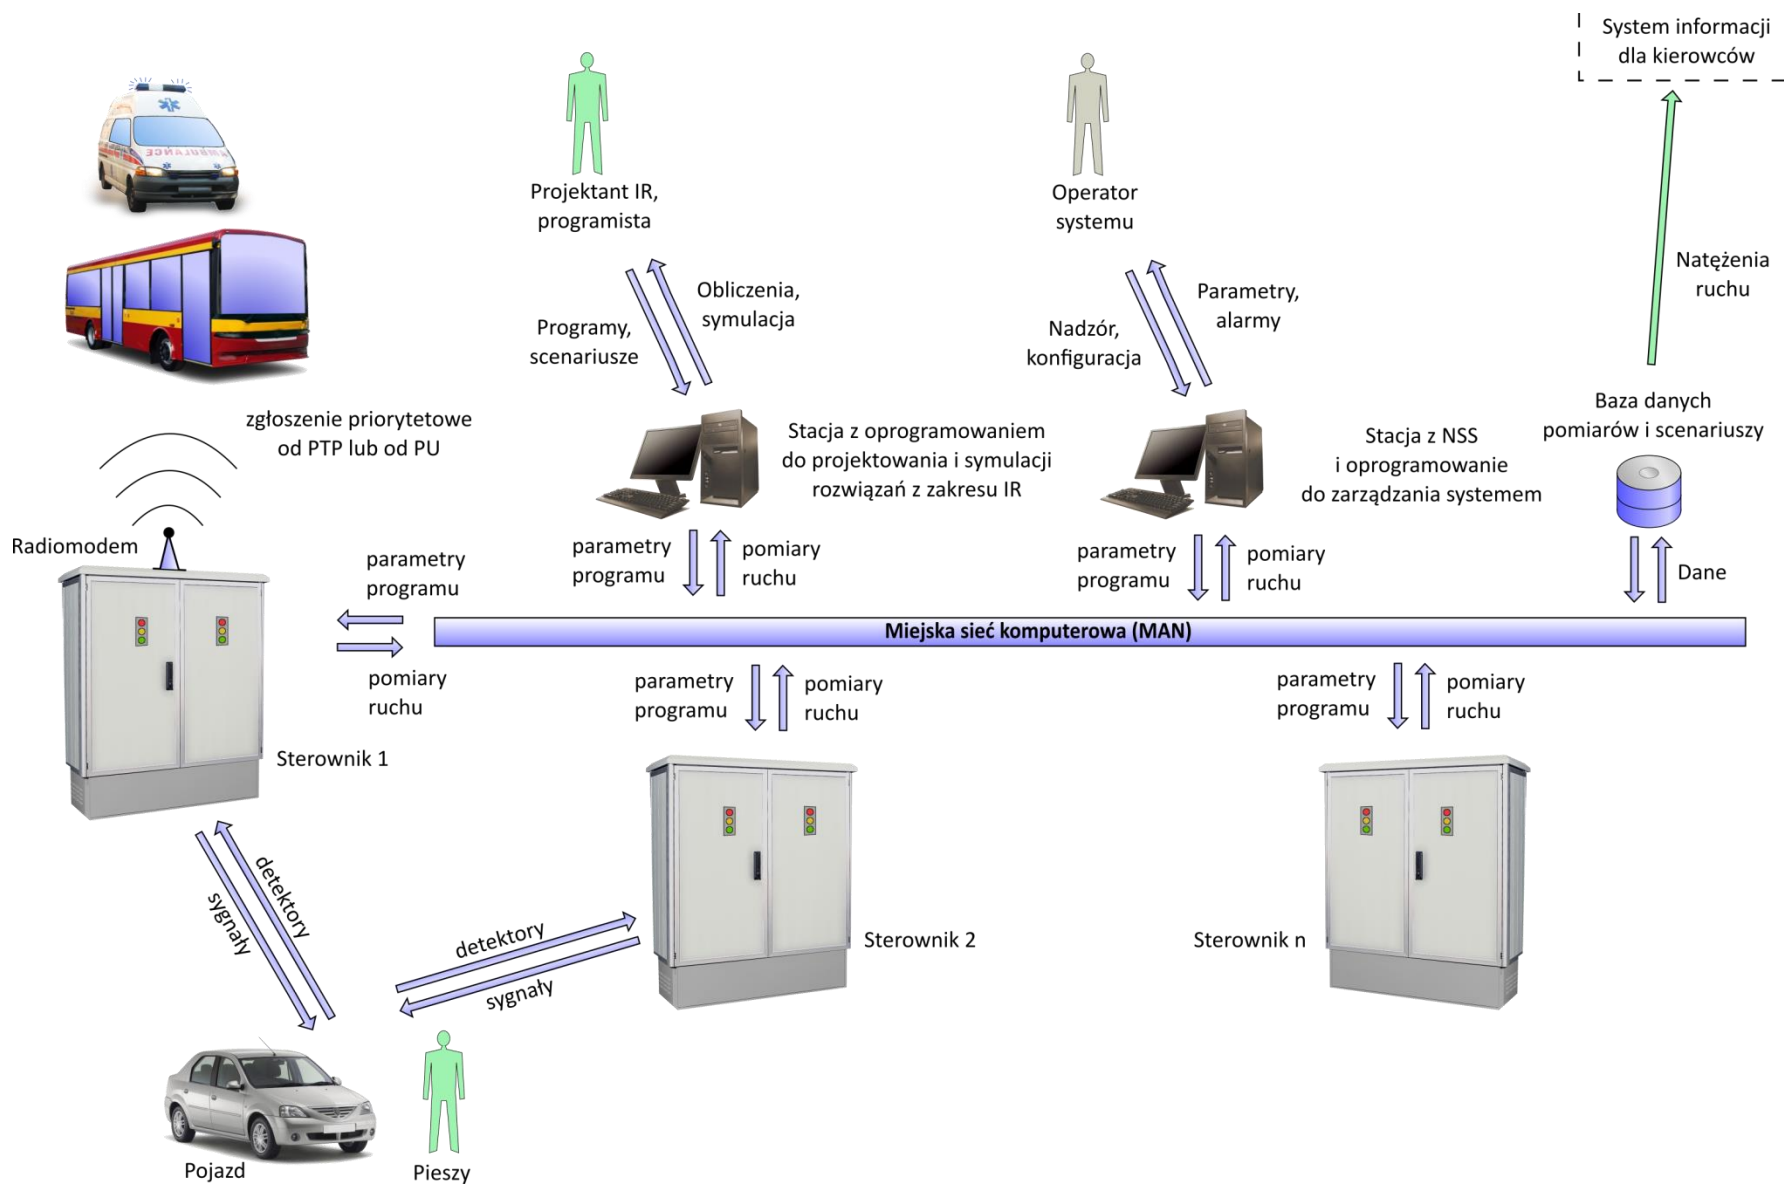 System informacji
dla kierowców
Projektant IR,
programista
Operator
systemu
Natężenia
ruchu
Obliczenia,
symulacja
Programy,
scenariusze
Parametry,
alarmy
Nadzór,
konfiguracja
AMBULANCE
zgłoszenie priorytetowe
od PTP lub od PU
Stacja z oprogramowaniem
do projektowania i symulacji
rozwiązań z zakresu IR
Stacja z NSS
i oprogramowanie
do zarządzania systemem
Baza danych
pomiarów i scenariuszy
Radiomodem
parametry
programu
parametry
programu
pomiary
ruchu
parametry
programu
pomiary
ruchu
Dane
Miejska sieć komputerowa (MAN)
pomiary
ruchu
parametry
programu
pomiary
ruchu
parametry
programu
pomiary
ruchu
Sterownik 1
detektory
sygnały
detektory
sygnały
Sterownik 2
Sterownik n
Pojazd
Pieszy